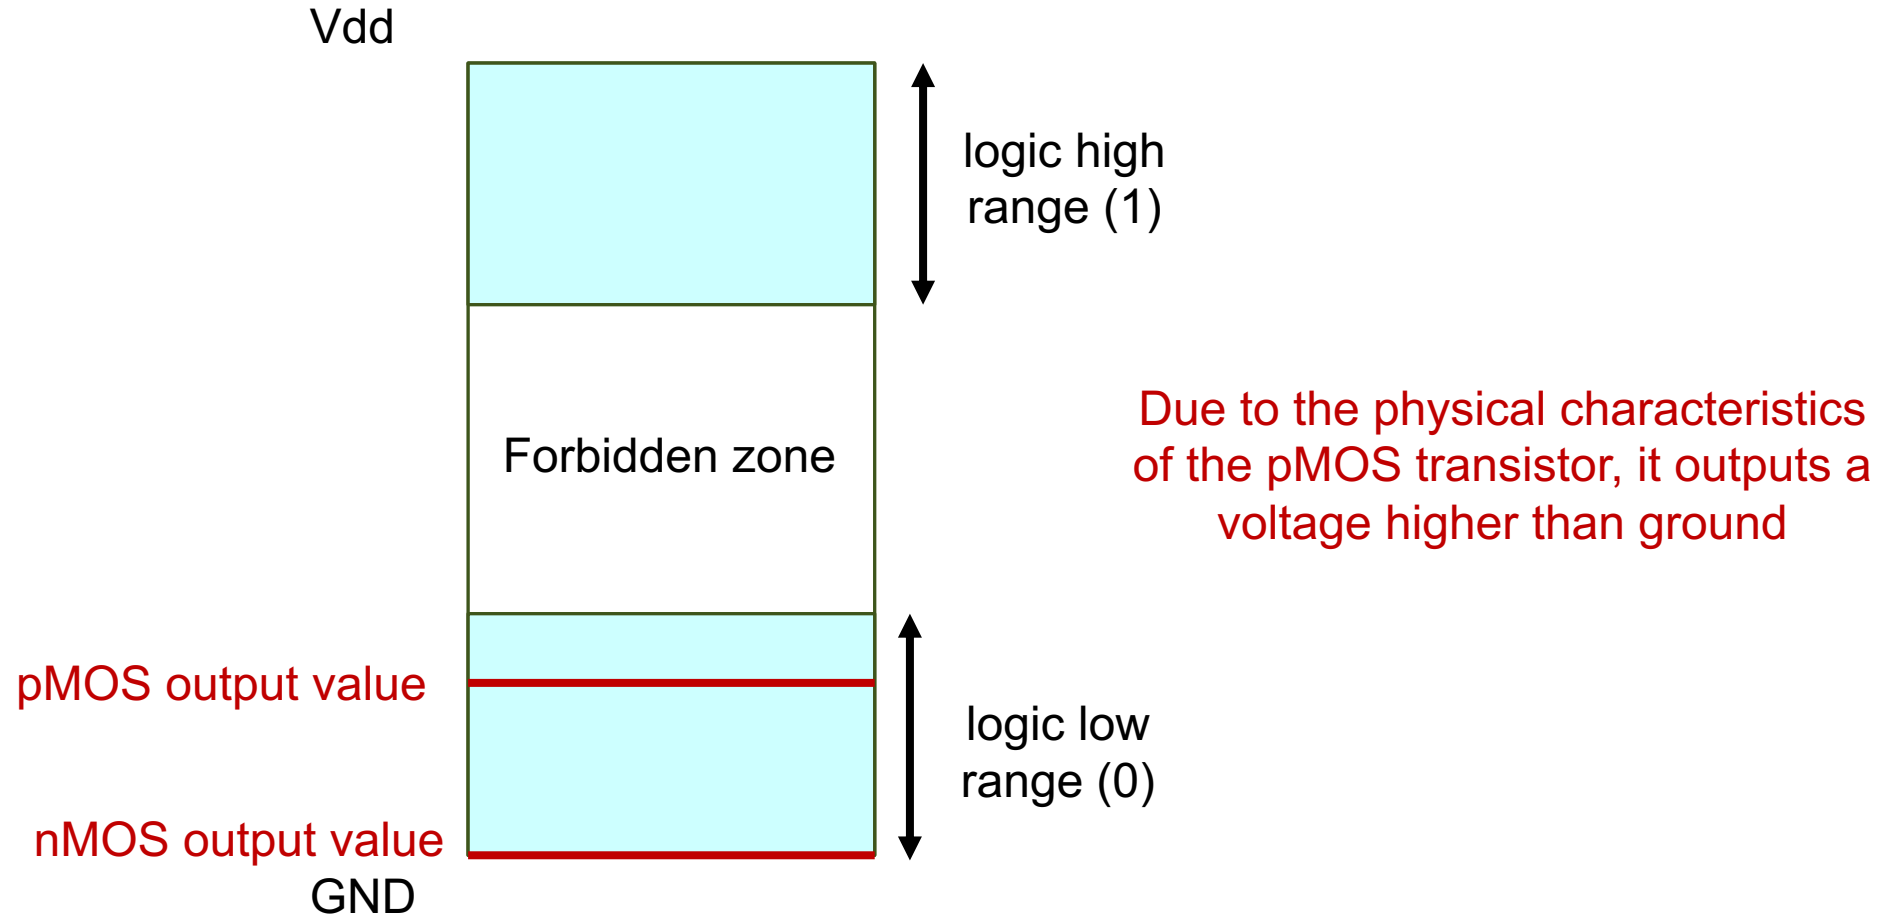 Vdd
logic high
range (1)
Forbidden zone
Due to the physical characteristics
of the pMOS transistor, it outputs a
voltage higher than ground
pMOS output value
logic low
range (0)
nMOS output value
GND